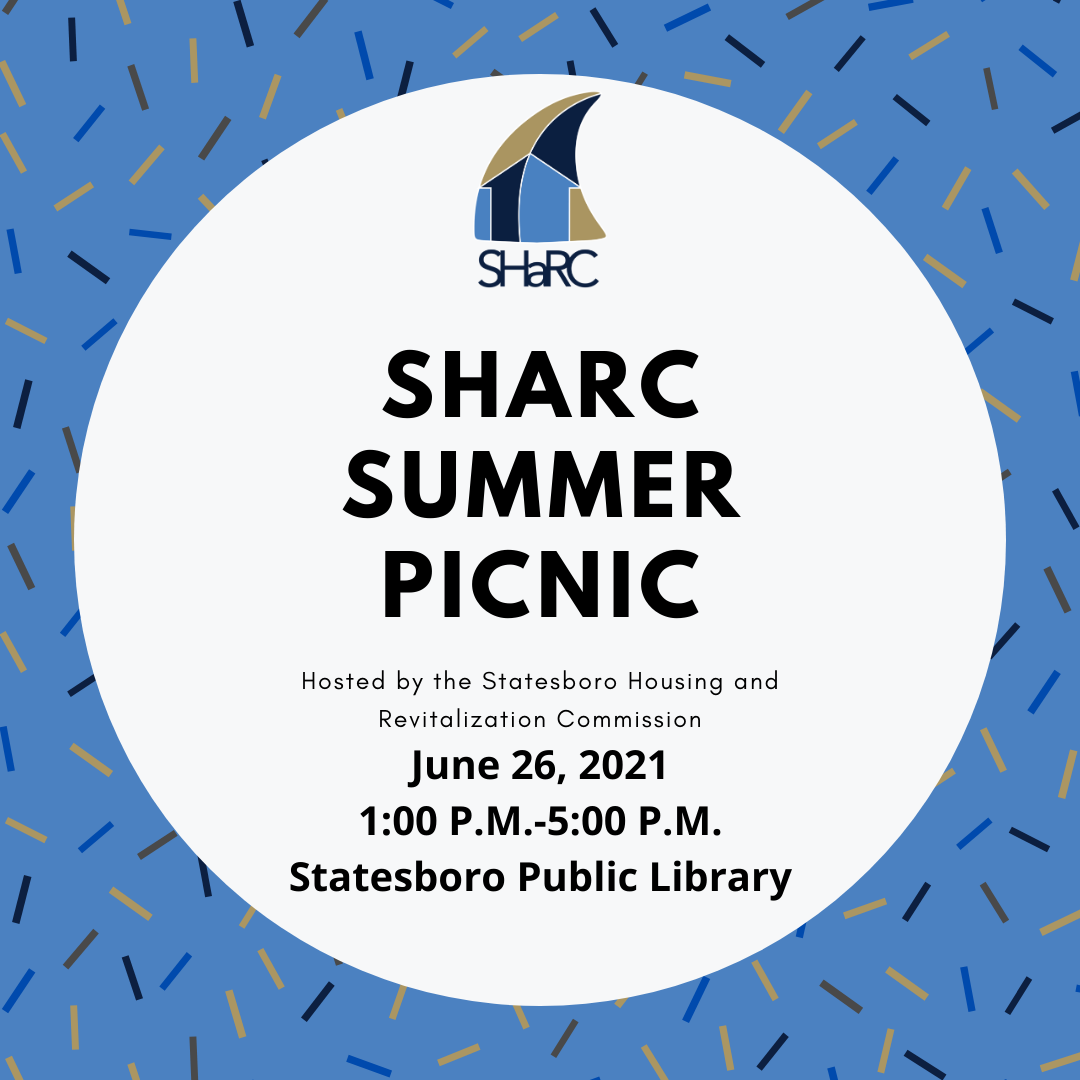 SHaRC
SHARC
SUMMER
PICNIC
Hosted by the Statesboro Housing and
Revitalization Commission
June 26, 2021
1:00 P.M.-5:00 P.M.
Statesboro Public Library